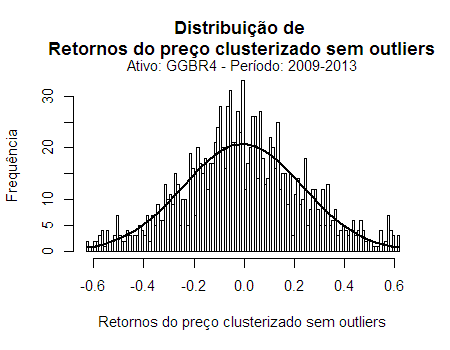 Distribuição de
Retornos do preço clusterizado sem outliers
Ativo: GGBR4 - Período: 2009-2013
Frequência
30
20
10
5
0
-0.6 -0.4 -0.2 0.0 0.2 0.4 0.6
Retornos do preço clusterizado sem outliers